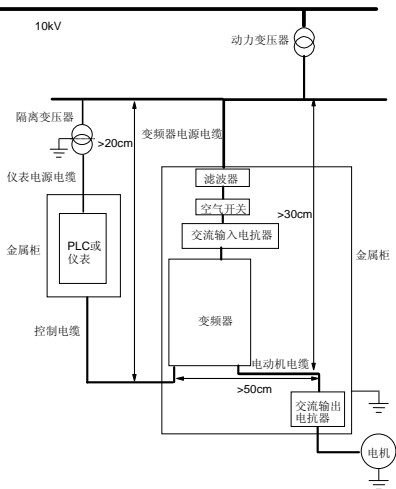 10kV
动力变压器
隔离变压器
>20cm
变频器电源电缆
仪表电源电缆
滤波器
空气开关
>30cm
交流输入电抗器
金属柜
PLC或
仪表
金属柜
变频器
控制电缆
电动机电缆
>50cm
交流输出
电抗器
电机